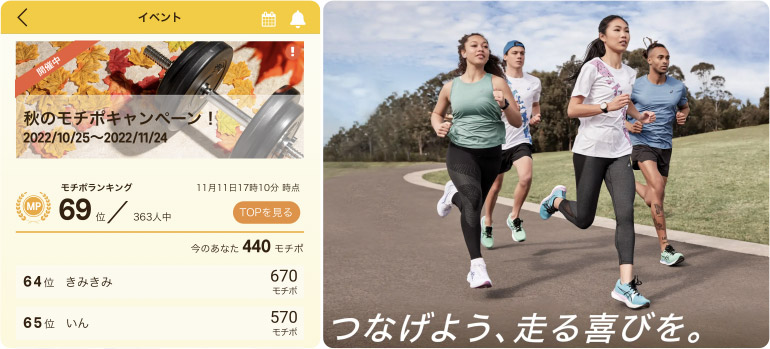 イベント
開催中
!
秋のモチポキャンペーン！
2022/10/25〜2022/11/24
モチポランキング
11月11日17時10分 時点
MP
69位／363人中
TOPを見る
今のあなた 440 モチポ
64位 きみきみ 670 モチポ
65位 いん 570 モチポ
つなげよう、走る喜びを。